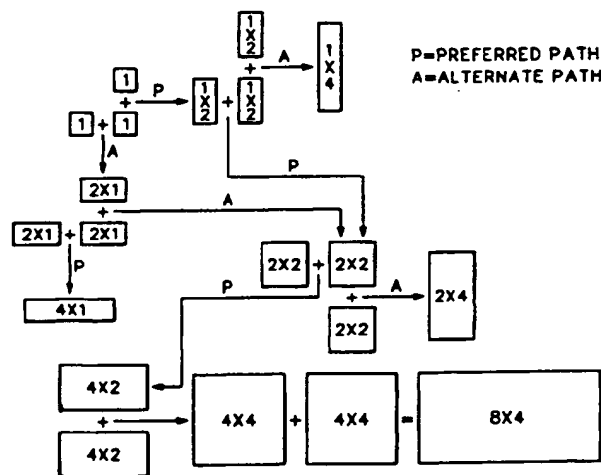 1
X
2
+
1 A
X
4
P=PREFERRED PATH
A=ALTERNATE PATH
1
+ P
1
X
2
+
1
X
2
1 + 1
A
P
2X1
+ A
2X1 + 2X1
P
2X2 + 2X2
4X1
P + A 2X4
2X2
4X2
+ 4X4 + 4X4 = 8X4
4X2